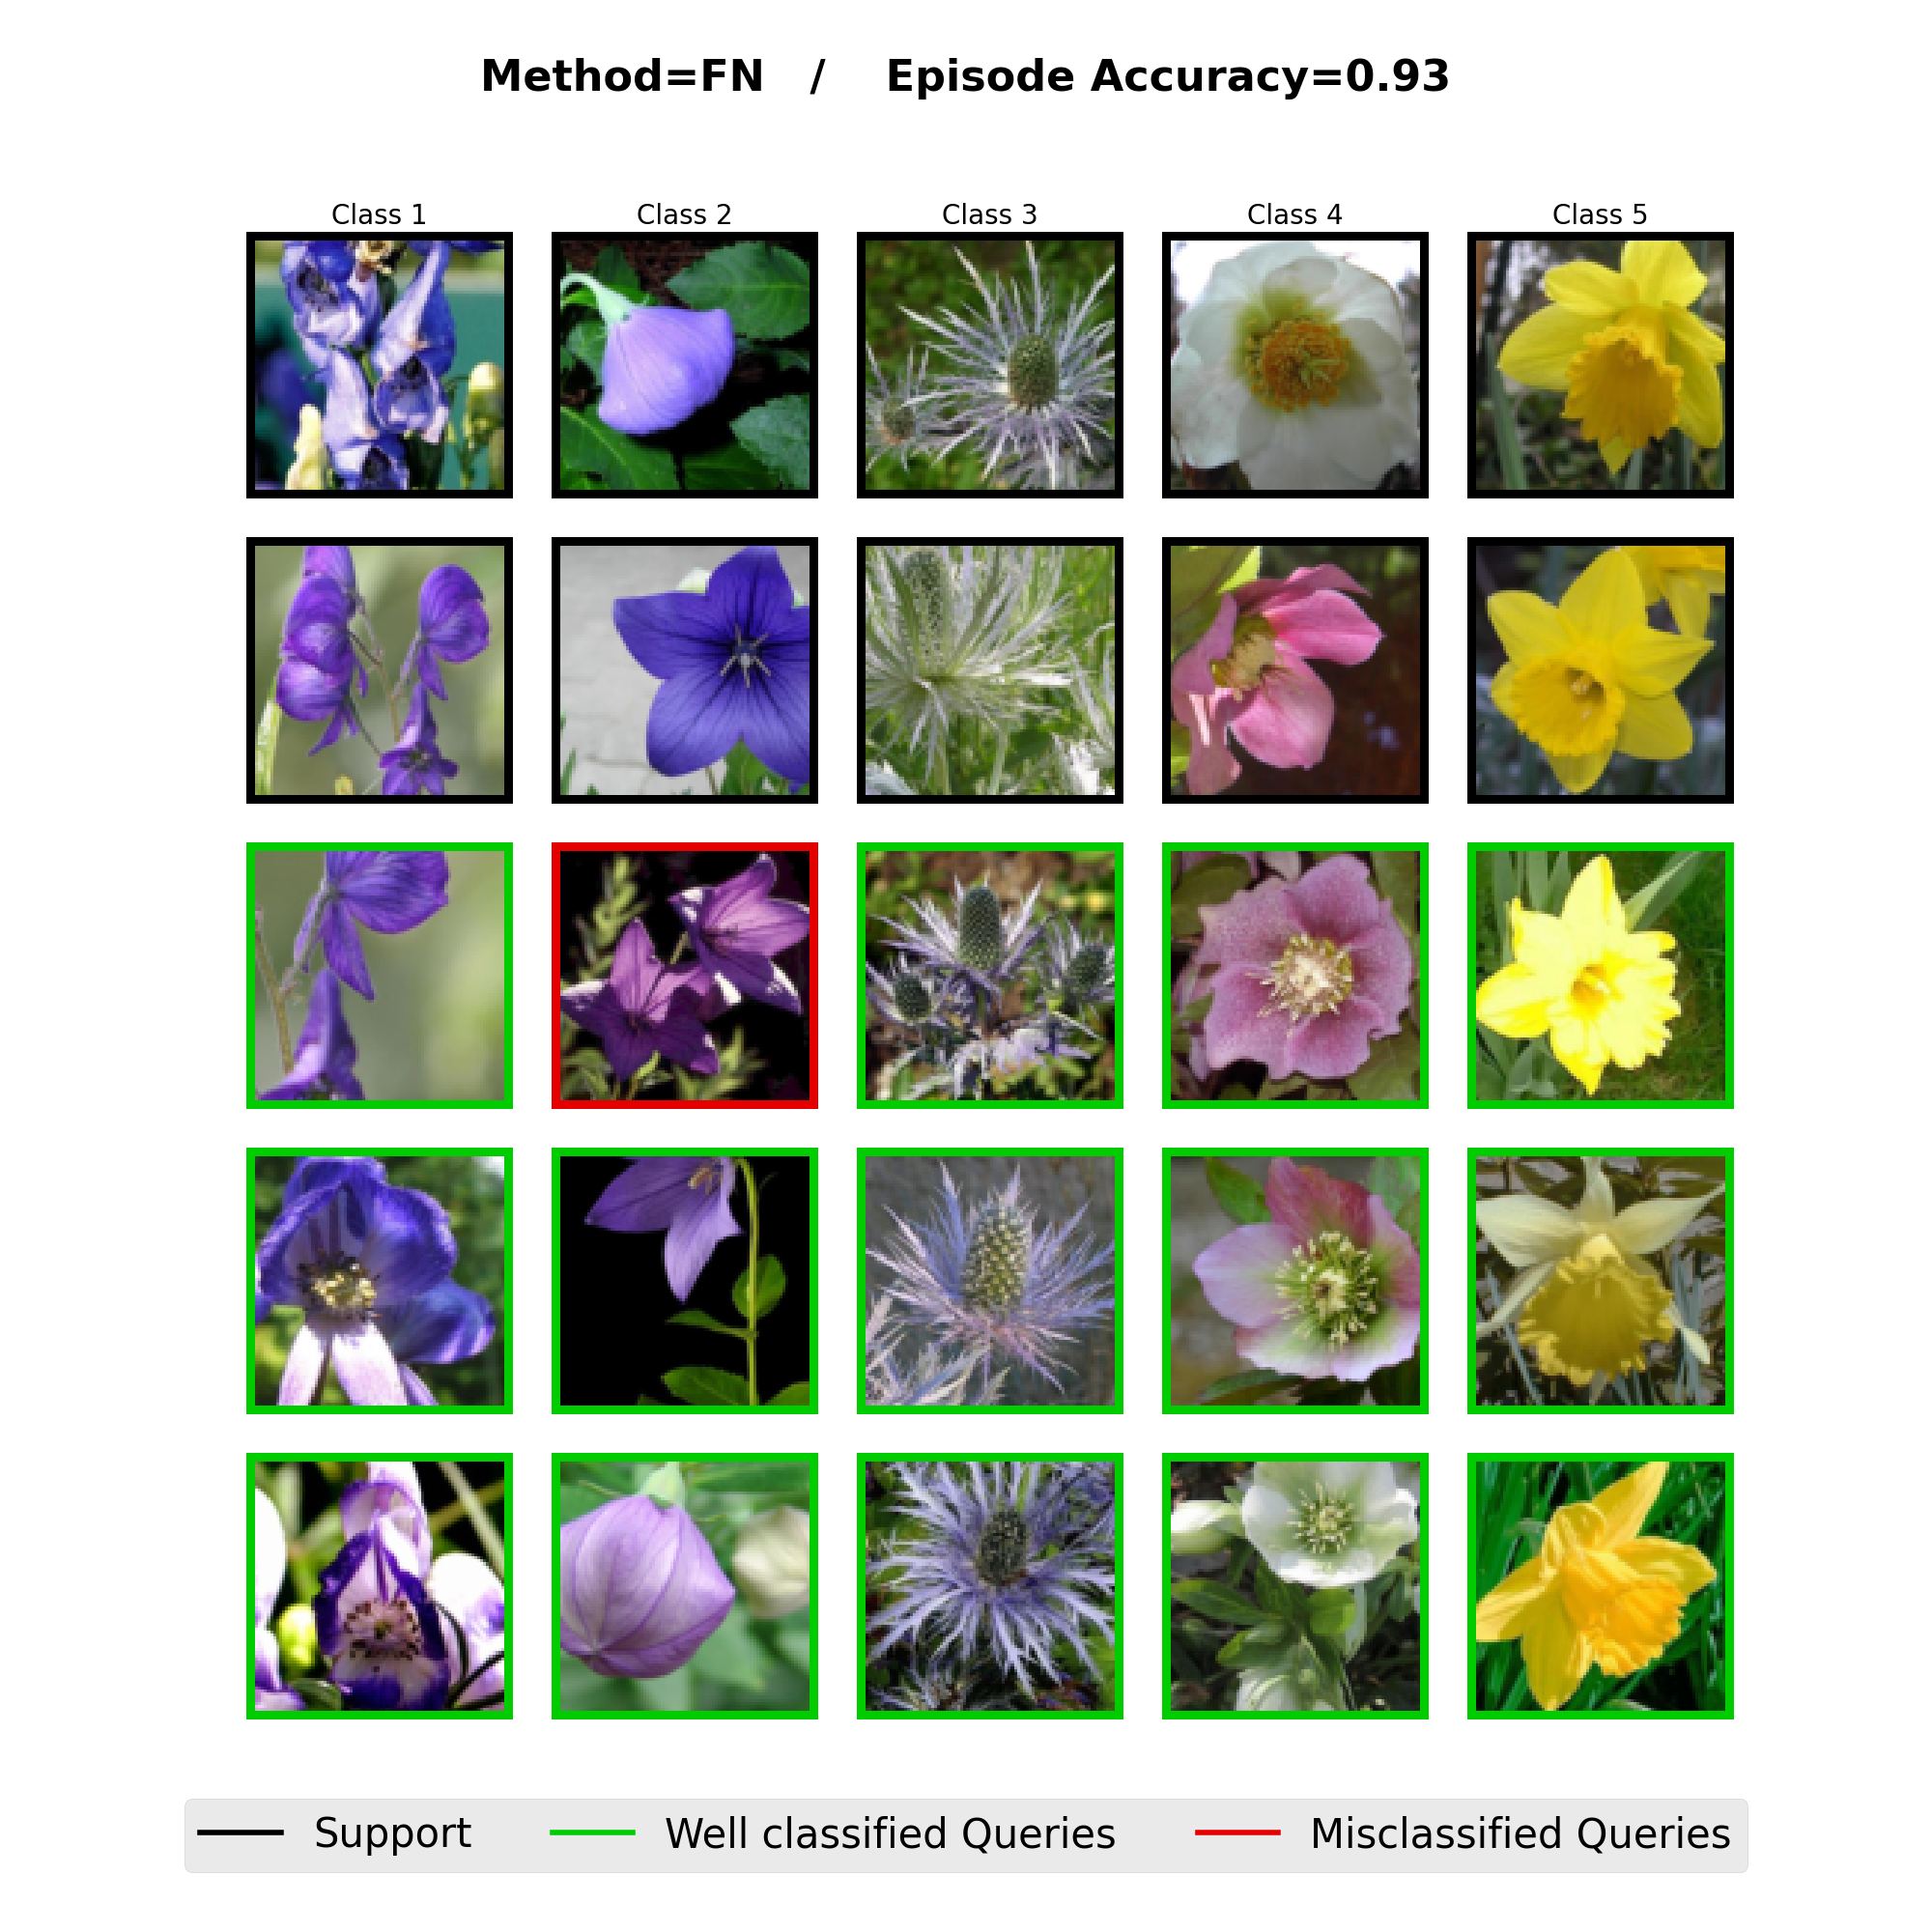 Method=FN / Episode Accuracy=0.93
Class 1 Class 2 Class 3 Class 4 Class 5
Support Well classified Queries Misclassified Queries